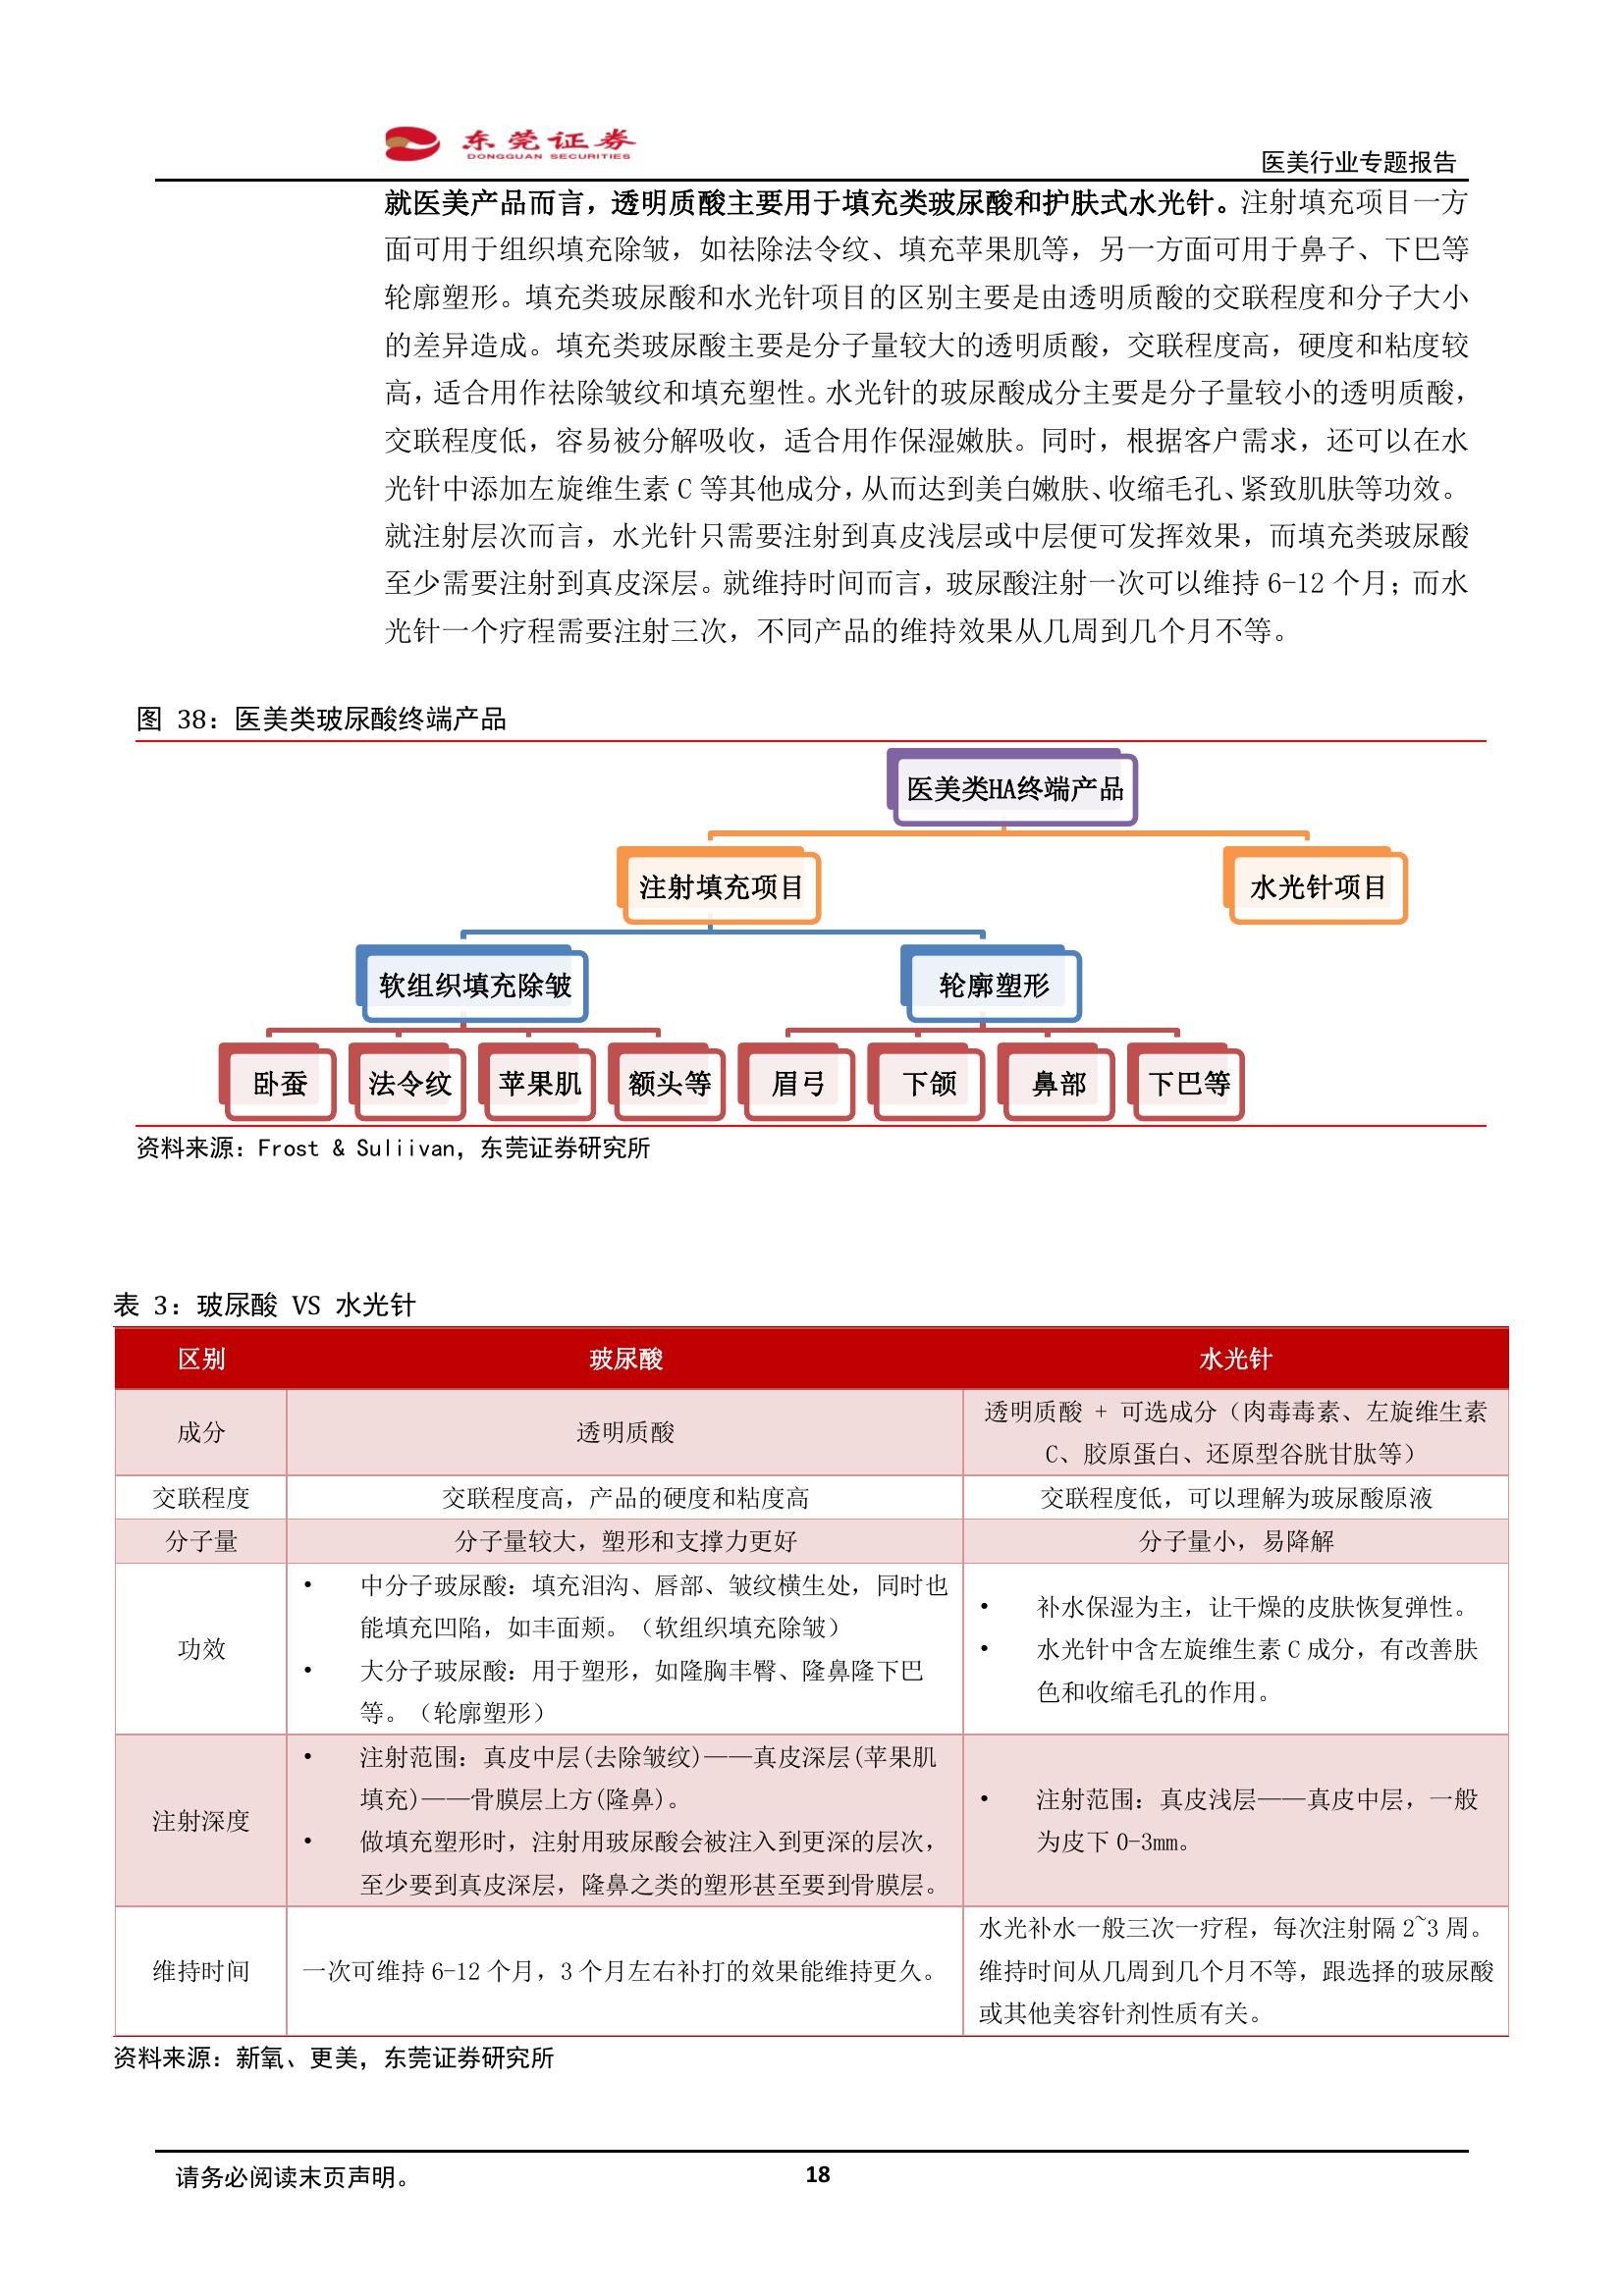 东莞证券
DONGGUAN SECURITIES
医美行业专题报告
就医美产品而言，透明质酸主要用于填充类玻尿酸和护肤式水光针。注射填充项目一方
面可用于组织填充除皱，如祛除法令纹、填充苹果肌等，另一方面可用于鼻子、下巴等
轮廓塑形。填充类玻尿酸和水光针项目的区别主要是由透明质酸的交联程度和分子大小
的差异造成。填充类玻尿酸主要是分子量较大的透明质酸，交联程度高，硬度和粘度较
高，适合用作祛除皱纹和填充塑性。水光针的玻尿酸成分主要是分子量较小的透明质酸，
交联程度低，容易被分解吸收，适合用作保湿嫩肤。同时，根据客户需求，还可以在水
光针中添加左旋维生素 C 等其他成分，从而达到美白嫩肤、收缩毛孔、紧致肌肤等功效。
就注射层次而言，水光针只需要注射到真皮浅层或中层便可发挥效果，而填充类玻尿酸
至少需要注射到真皮深层。就维持时间而言，玻尿酸注射一次可以维持 6-12 个月；而水
光针一个疗程需要注射三次，不同产品的维持效果从几周到几个月不等。
图 38：医美类玻尿酸终端产品
医美类HA终端产品
注射填充项目 水光针项目
软组织填充除皱 轮廓塑形
卧蚕 法令纹 苹果肌 额头等 眉弓 下颌 鼻部 下巴等
资料来源：Frost & Suliivan，东莞证券研究所
表 3：玻尿酸 VS 水光针
区别 玻尿酸 水光针
成分 透明质酸 透明质酸 + 可选成分（肉毒毒素、左旋维生素
C、胶原蛋白、还原型谷胱甘肽等）
交联程度 交联程度高，产品的硬度和粘度高 交联程度低，可以理解为玻尿酸原液
分子量 分子量较大，塑形和支撑力更好 分子量小，易降解
功效
• 中分子玻尿酸：填充泪沟、唇部、皱纹横生处，同时也
能填充凹陷，如丰面颊。（软组织填充除皱）
• 大分子玻尿酸：用于塑形，如隆胸丰臀、隆鼻隆下巴
等。（轮廓塑形）
• 补水保湿为主，让干燥的皮肤恢复弹性。
• 水光针中含左旋维生素 C 成分，有改善肤
色和收缩毛孔的作用。
注射深度
• 注射范围：真皮中层(去除皱纹)——真皮深层(苹果肌
填充)——骨膜层上方(隆鼻)。
• 做填充塑形时，注射用玻尿酸会被注入到更深的层次，
至少要到真皮深层，隆鼻之类的塑形甚至要到骨膜层。
• 注射范围：真皮浅层——真皮中层，一般
为皮下 0-3mm。
维持时间
一次可维持 6-12 个月，3 个月左右补打的效果能维持更久。
水光补水一般三次一疗程，每次注射隔 2~3 周。
维持时间从几周到几个月不等，跟选择的玻尿酸
或其他美容针剂性质有关。
资料来源：新氧、更美，东莞证券研究所
请务必阅读末页声明。
18